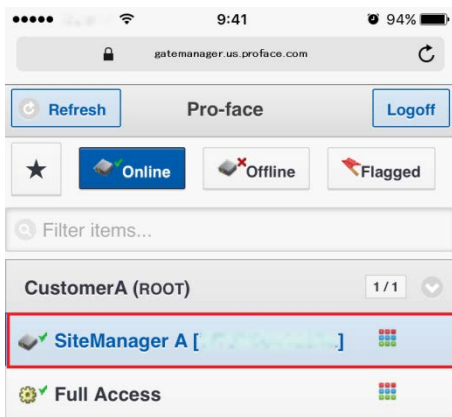 9:41 94%
gatemanager.us.proface.com
Refresh Pro-face Logoff
★ Online Offline Flagged
Filter items...
CustomerA (ROOT) 1/1
SiteManager A [ ]
Full Access